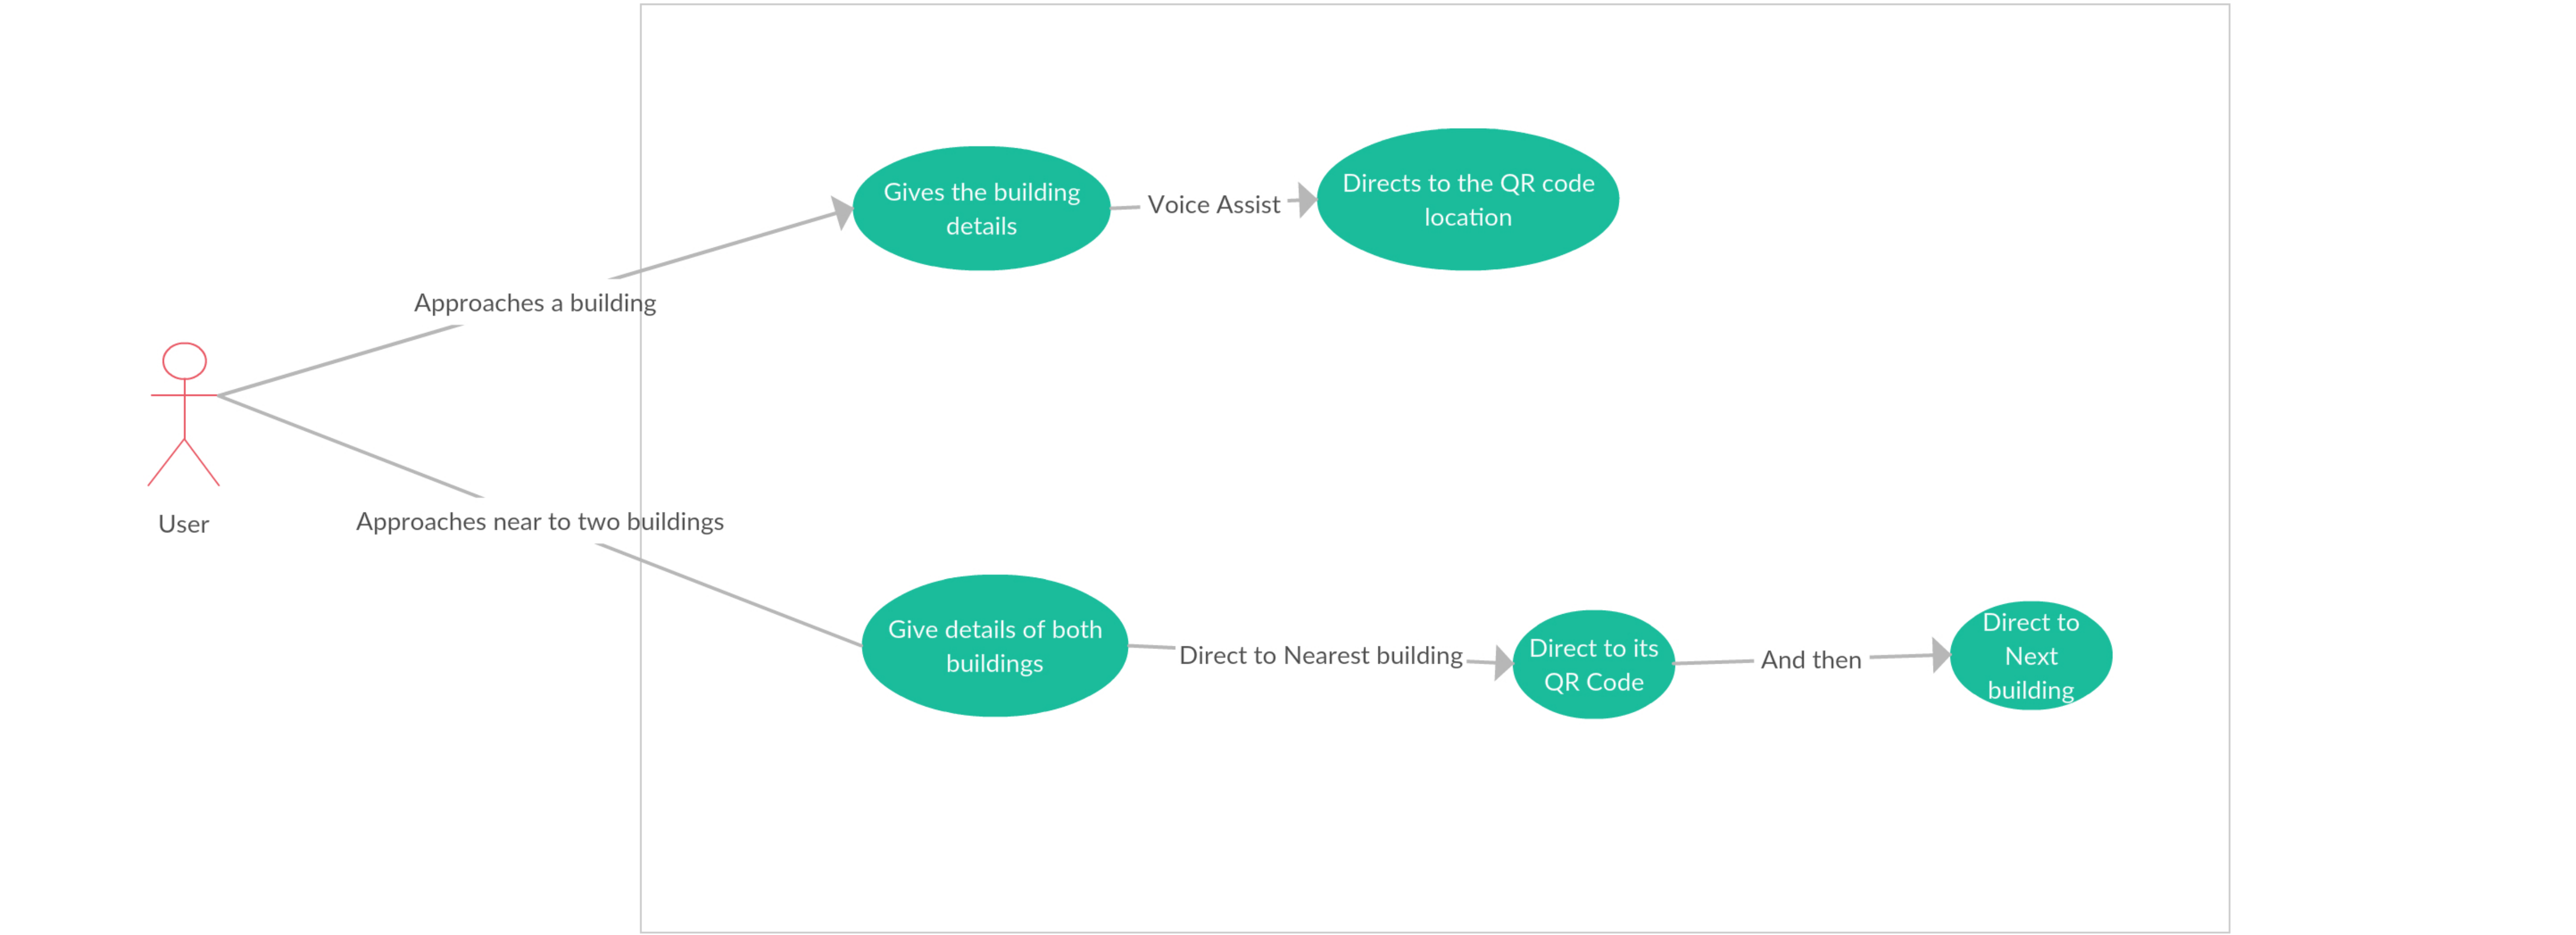 Gives the building
details
Voice Assist
Directs to the QR code
location
Approaches a building
User
Approaches near to two buildings
Give details of both
buildings
Direct to Nearest building
Direct to its
QR Code
And then
Direct to
Next
building